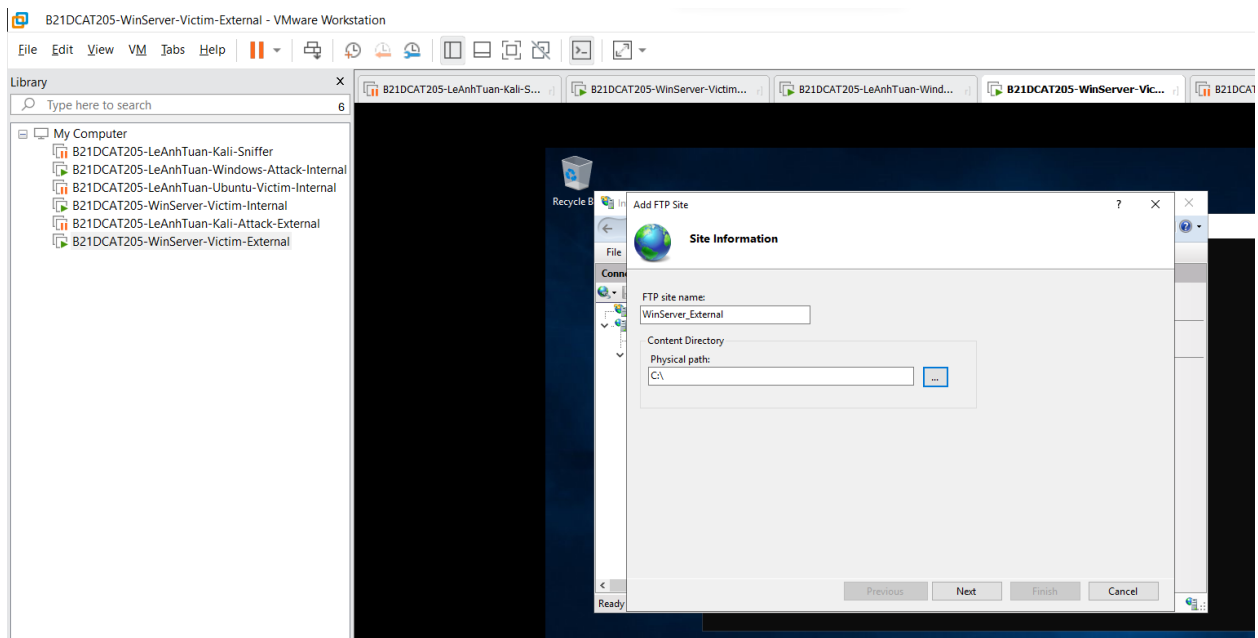 B21DCAT205-WinServer-Victim-External - VMware Workstation
File Edit View VM Tabs Help
Library x
Type here to search 6
My Computer
B21DCAT205-LeAnhTuan-Kali-Sniffer
B21DCAT205-LeAnhTuan-Windows-Attack-Internal
B21DCAT205-LeAnhTuan-Ubuntu-Victim-Internal
B21DCAT205-WinServer-Victim-Internal
B21DCAT205-LeAnhTuan-Kali-Attack-External
B21DCAT205-WinServer-Victim-External
B21DCAT205-LeAnhTuan-Kali-S... B21DCAT205-WinServer-Victim... B21DCAT205-LeAnhTuan-Wind... B21DCAT205-WinServer-Vic... B21DCAT
Recycle B
In
File
Conn
Ready
Add FTP Site ?
Site Information
FTP site name:
WinServer_External
Content Directory
Physical path:
C:\ ...
Previous Next Finish Cancel